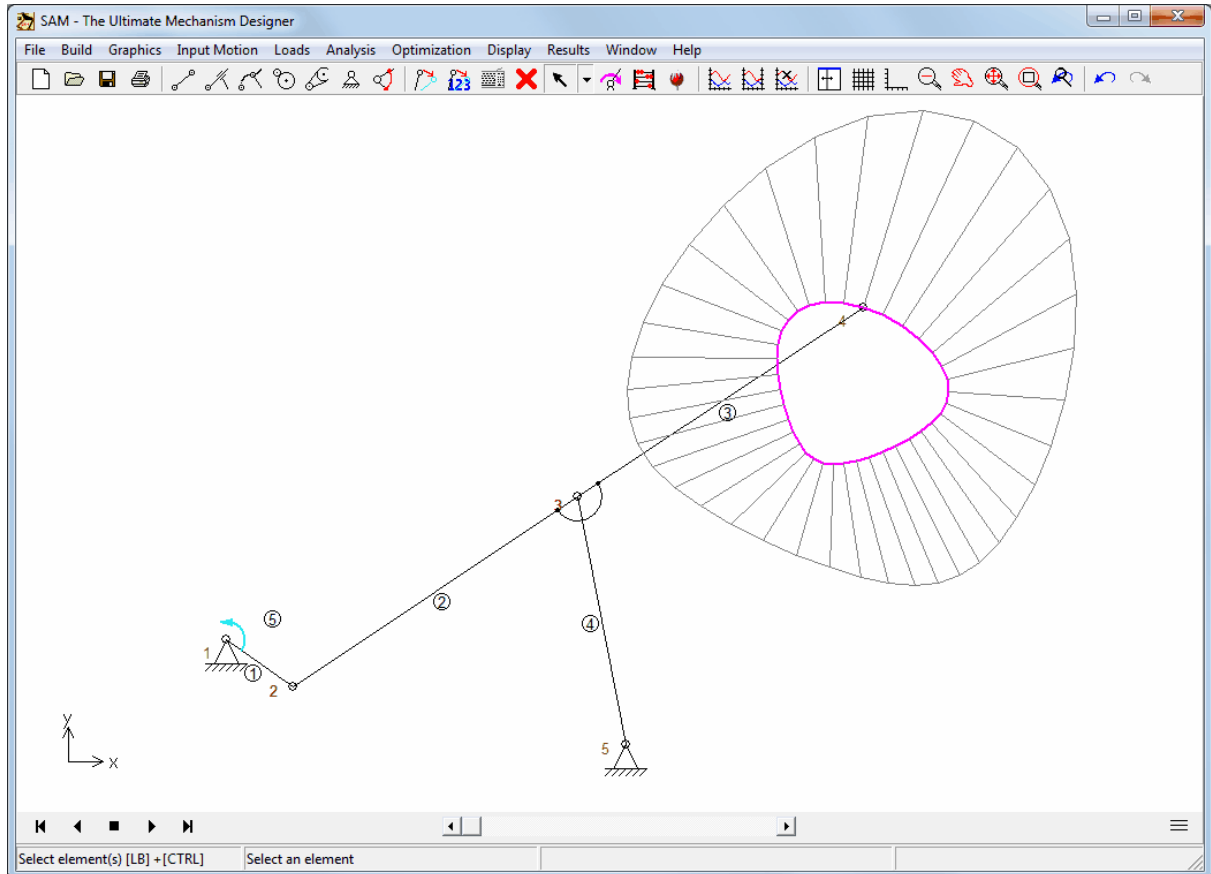 SAM - The Ultimate Mechanism Designer
File Build Graphics Input Motion Loads Analysis Optimization Display Results Window Help
123
4
3
3
5
4
2
1
1
2
5
y
x
Select element(s) [LB] +[CTRL] Select an element